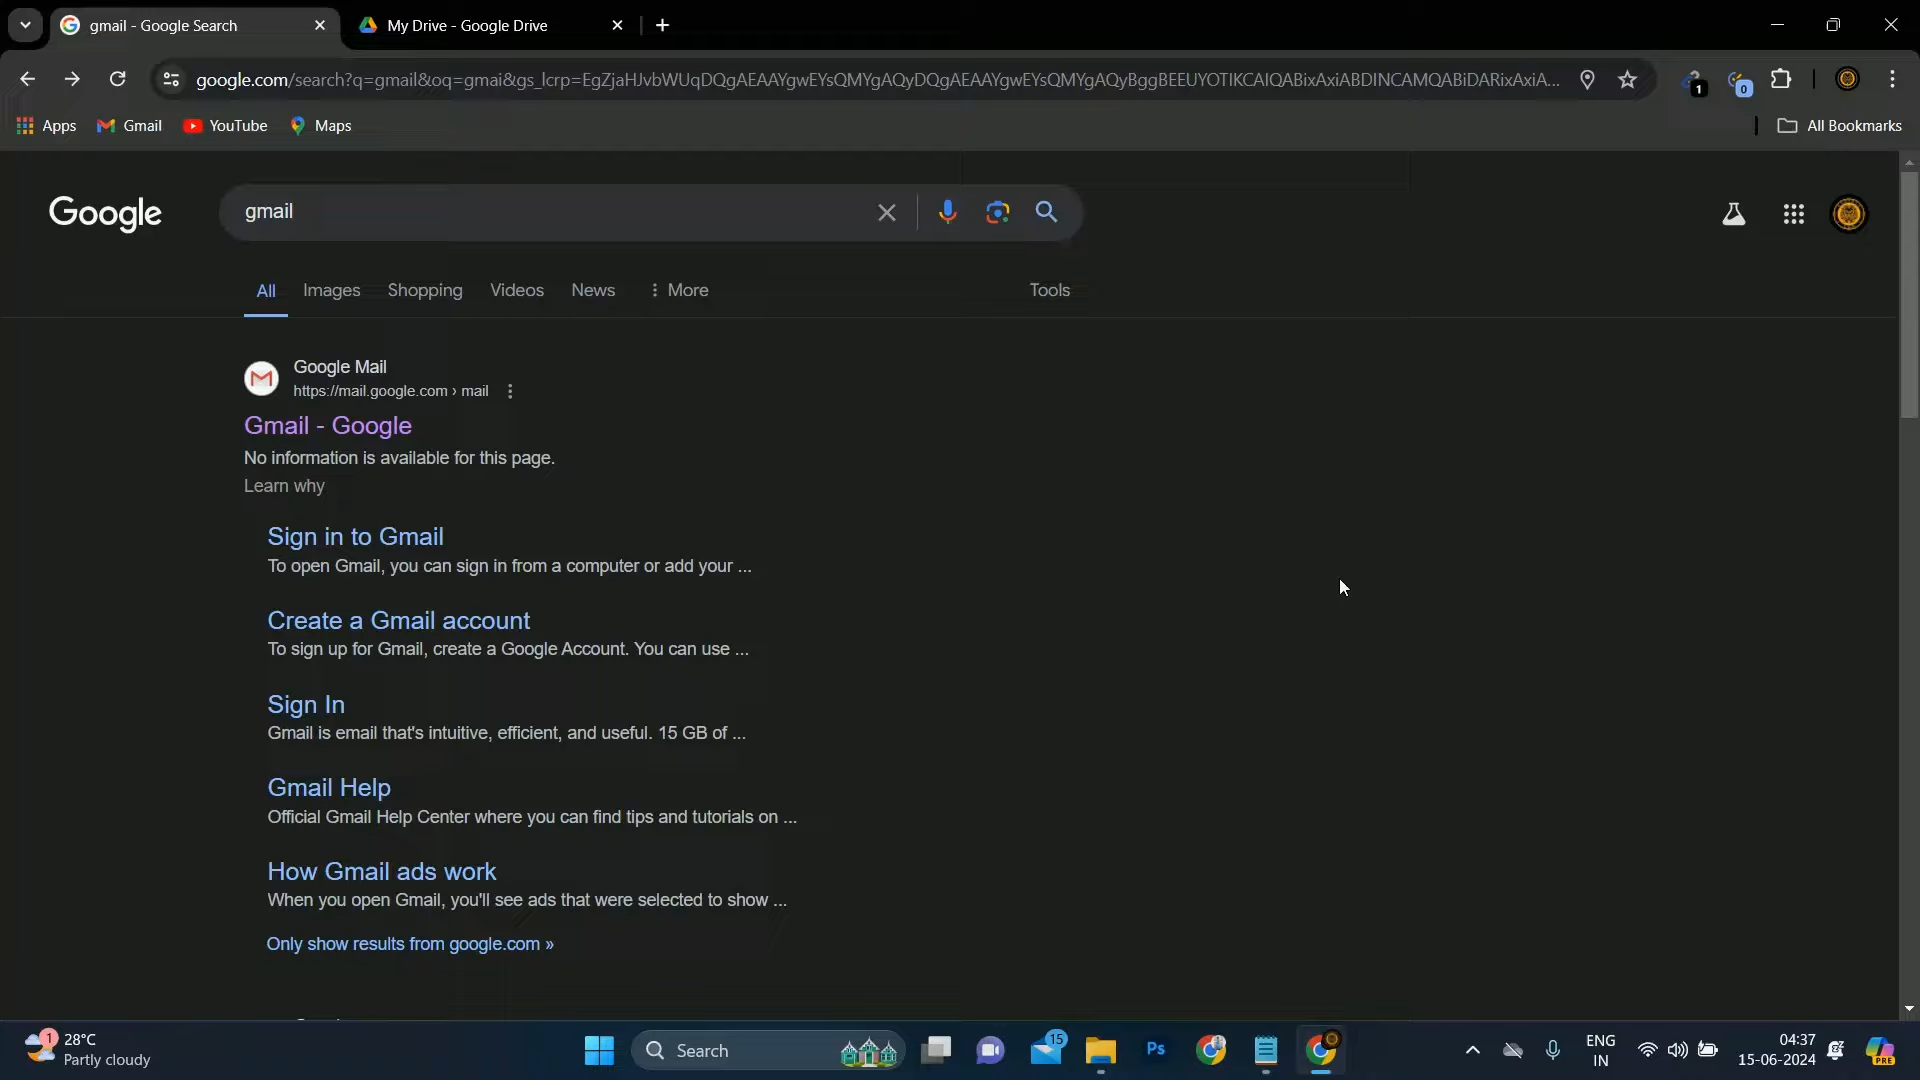 gmail - Google Search
My Drive - Google Drive
google.com/search?q=gmail&oq=gmai&gs_lcrp=EgZjaHJvbWUqDQgAEAAYgwEYsQMYgAQyDQgAEAAYgwEYsQMYgAQyBggBEEUYOTIKCAIQABixAxiABDINCAMQABiDARixAxiA...
1
0
Apps
Gmail
YouTube
Maps
All Bookmarks
Google
gmail
All
Images
Shopping
Videos
News
More
Tools
Google Mail
https://mail.google.com › mail
Gmail - Google
No information is available for this page.
Learn why
Sign in to Gmail
To open Gmail, you can sign in from a computer or add your ...
Create a Gmail account
To sign up for Gmail, create a Google Account. You can use ...
Sign In
Gmail is email that's intuitive, efficient, and useful. 15 GB of ...
Gmail Help
Official Gmail Help Center where you can find tips and tutorials on ...
How Gmail ads work
When you open Gmail, you'll see ads that were selected to show ...
Only show results from google.com »
1
28°C
Partly cloudy
Search
15
Ps
ENG
IN
04:37
15-06-2024
PRE